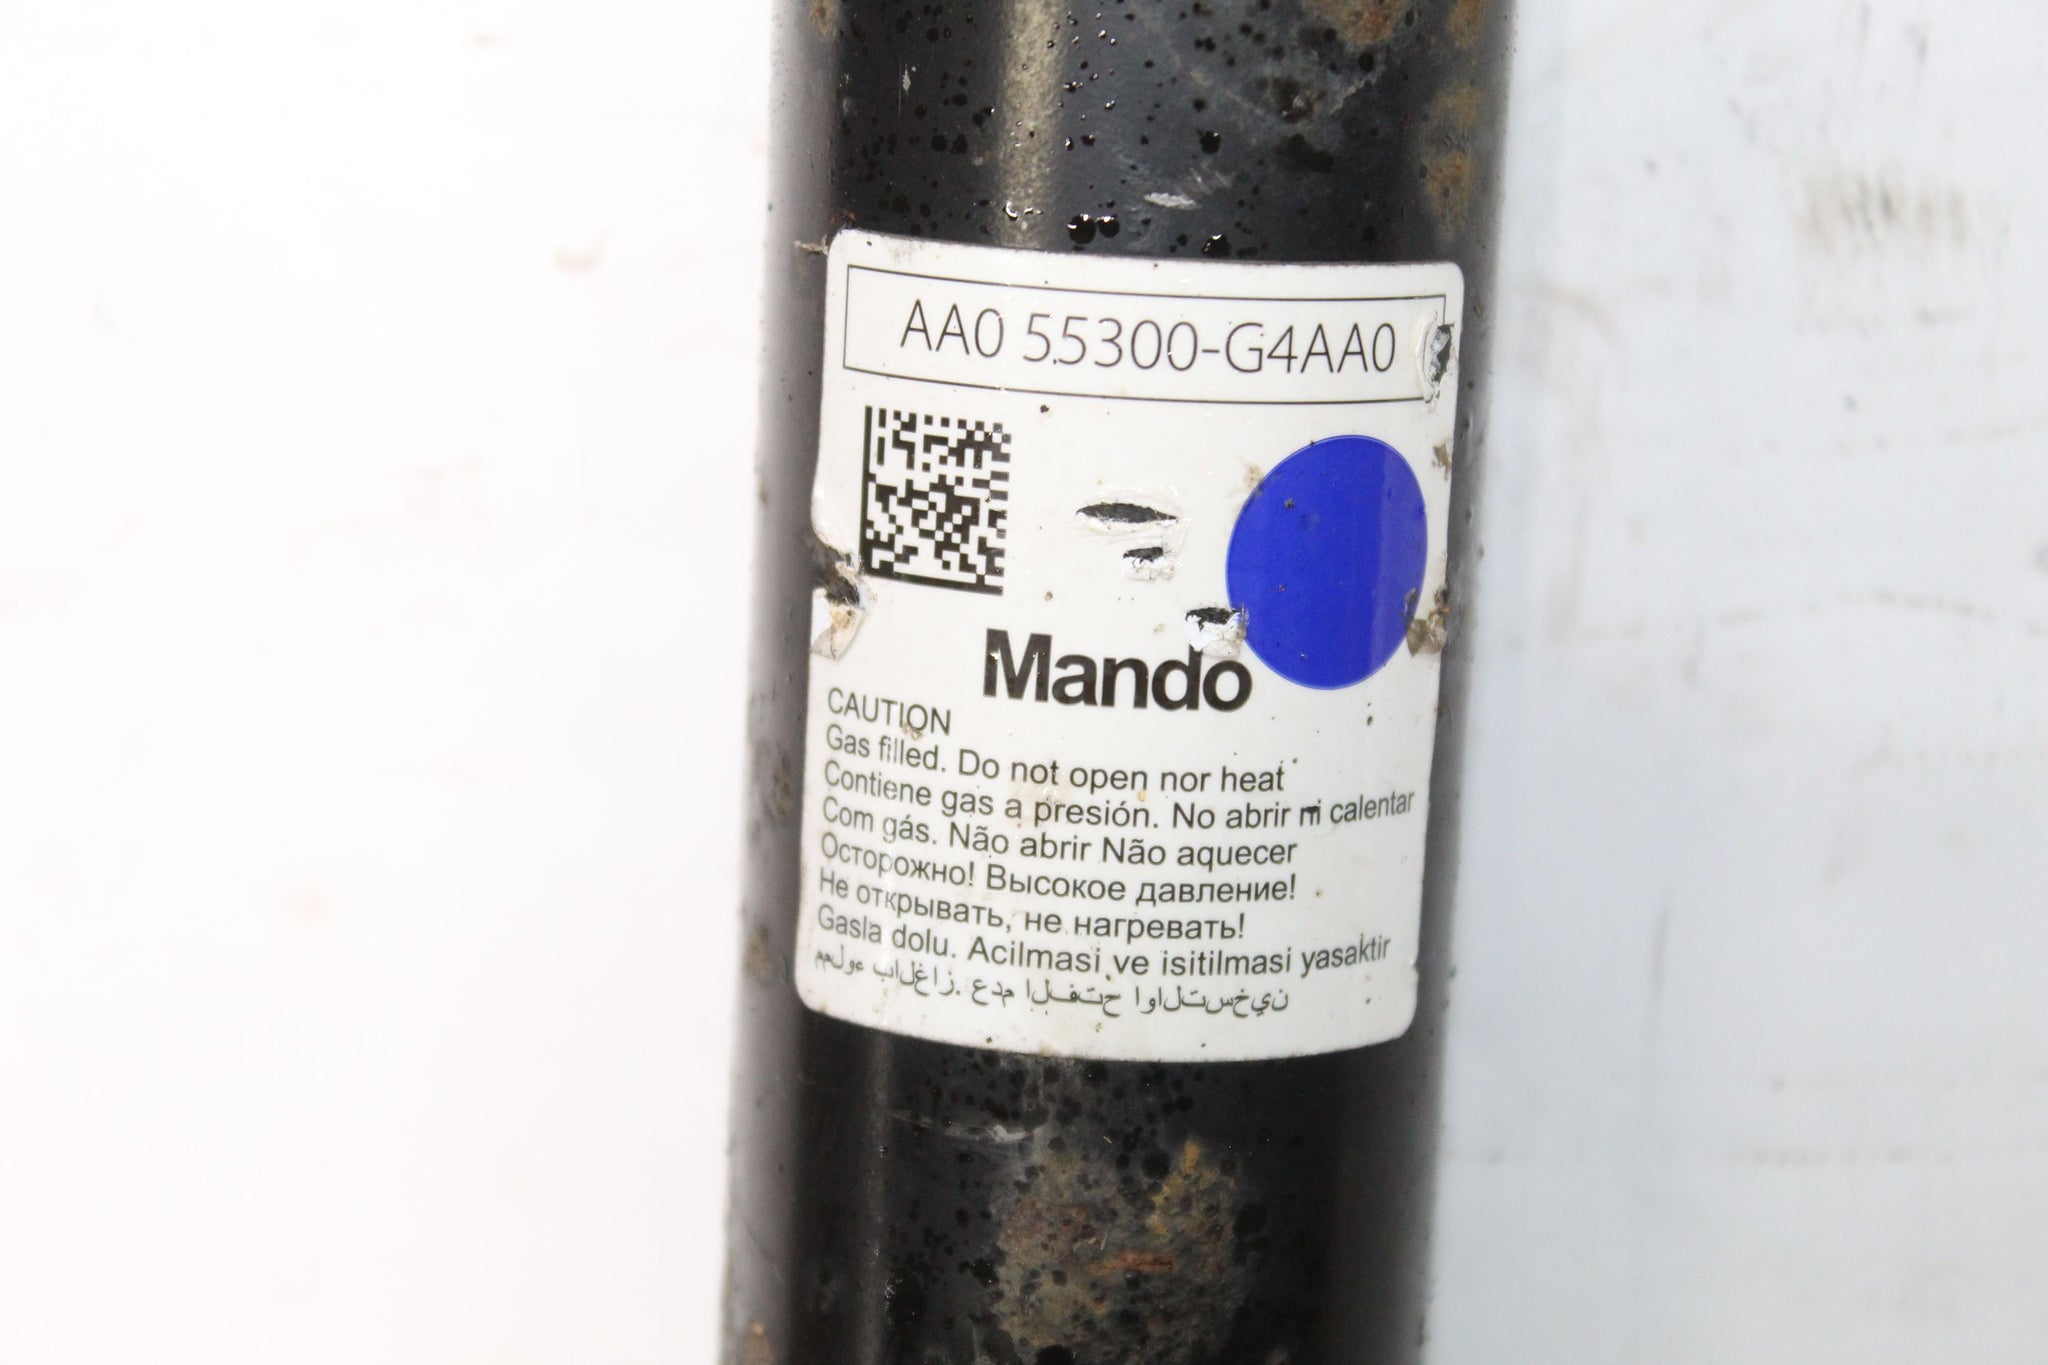 AA0 55300-G4AA0
Mando
CAUTION
Gas filled. Do not open nor heat
Contiene gas a presión. No abrir ni calentar
Com gás. Não abrir Não aquecer
Осторожно! Высокое давление!
Не открывать, не нагревать!
Gasla dolu. Acilmasi ve isitilmasi yasaktir
مملوء بالغاز. عدم الفتح اوالتسخين